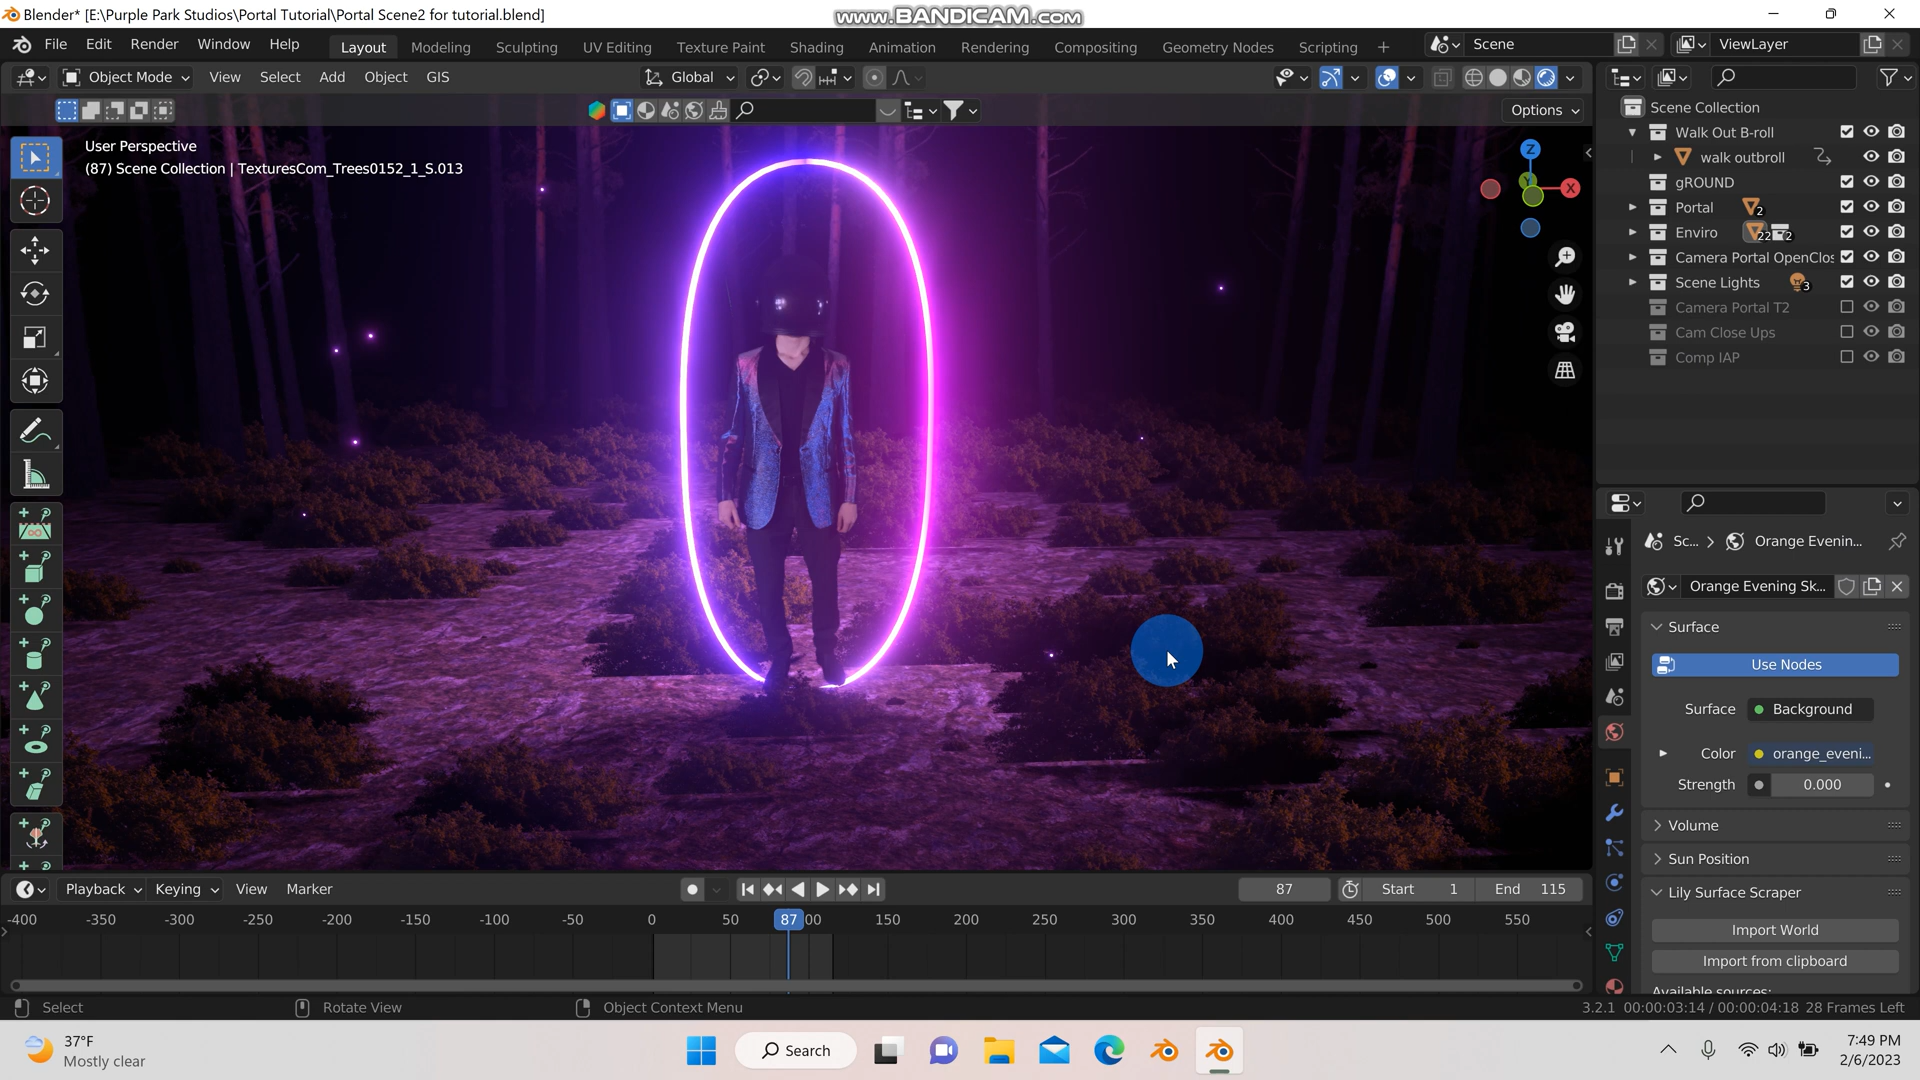 Blender* [E:\Purple Park Studios\Portal Tutorial\Portal Scene2 for tutorial.blend]
www.BANDICAM.com
File Edit Render Window Help
Layout Modeling Sculpting UV Editing Texture Paint Shading Animation Rendering Compositing Geometry Nodes Scripting
Scene
ViewLayer
Object Mode View Select Add Object GIS
Global
Options
User Perspective
(87) Scene Collection | TexturesCom_Trees0152_1_S.013
Z
Y
X
Scene Collection
Walk Out B-roll
walk outbroll
gROUND
Portal 2
Enviro 22 2
Camera Portal OpenClos
Scene Lights 3
Camera Portal T2
Cam Close Ups
Comp IAP
Sc... Orange Evenin...
Orange Evening Sk...
Surface
Use Nodes
Surface Background
Color orange_eveni...
Strength 0.000
Volume
Sun Position
Lily Surface Scraper
Import World
Import from clipboard
Available sources:
Playback Keying View Marker
87 Start 1 End 115
-400 -350 -300 -250 -200 -150 -100 -50 0 50 87 00 150 200 250 300 350 400 450 500 550
Select Rotate View Object Context Menu
3.2.1 00:00:03:14 / 00:00:04:18 28 Frames Left
37°F
Mostly clear
Search
7:49 PM
2/6/2023